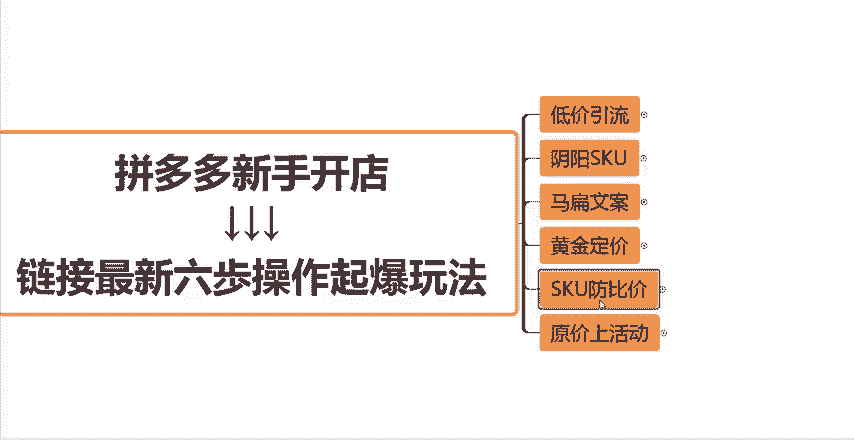 拼多多新手开店
↓↓↓
链接最新六步操作起爆玩法
低价引流
阴阳SKU
马扁文案
黄金定价
SKU防比价
原价上活动